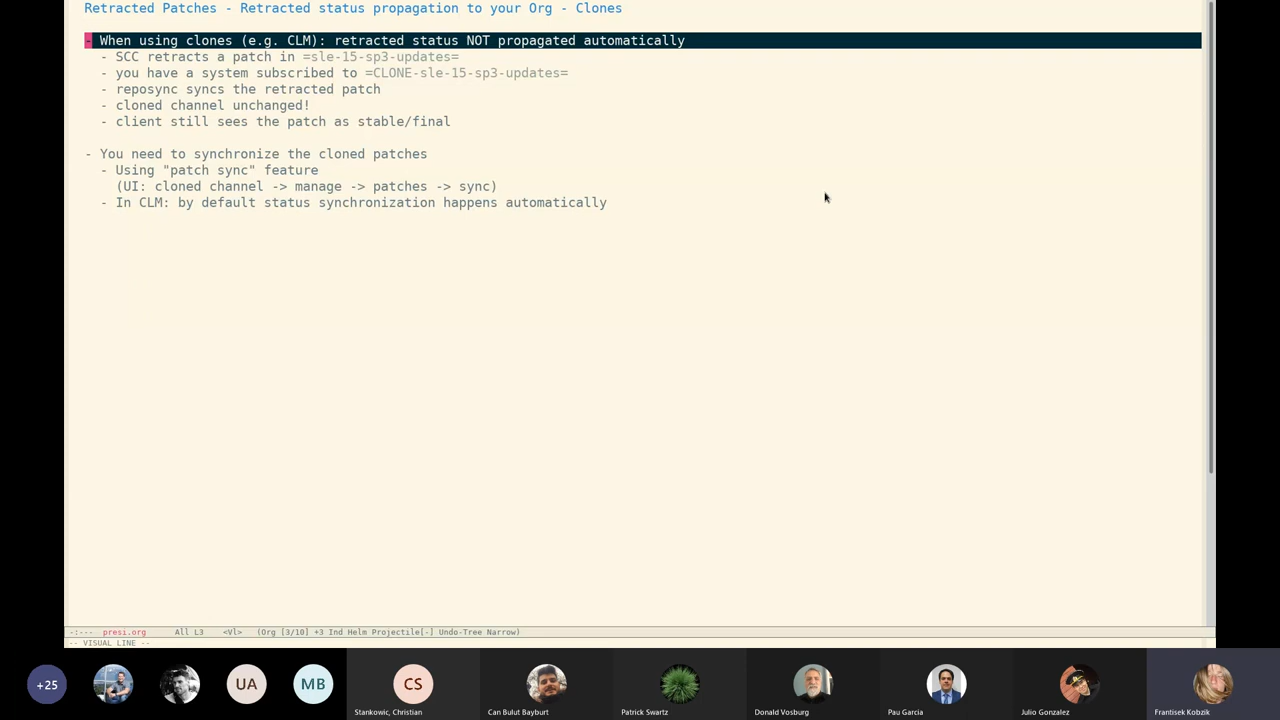 Retracted Patches - Retracted status propagation to your Org - Clones
- When using clones (e.g. CLM): retracted status NOT propagated automatically
- SCC retracts a patch in =sle-15-sp3-updates=
- you have a system subscribed to =CLONE-sle-15-sp3-updates=
- reposync syncs the retracted patch
- cloned channel unchanged!
- client still sees the patch as stable/final
- You need to synchronize the cloned patches
- Using "patch sync" feature
(UI: cloned channel -> manage -> patches -> sync)
- In CLM: by default status synchronization happens automatically
-:--- presi.org All L3 <Vl> (Org [3/10] +3 Ind Helm Projectile[-] Undo-Tree Narrow)
-- VISUAL LINE --
+25 UA MB CS
Stankowic, Christian Can Bulut Bayburt Patrick Swartz Donald Vosburg Pau Garcia Julio Gonzalez Frantisek Kobzik